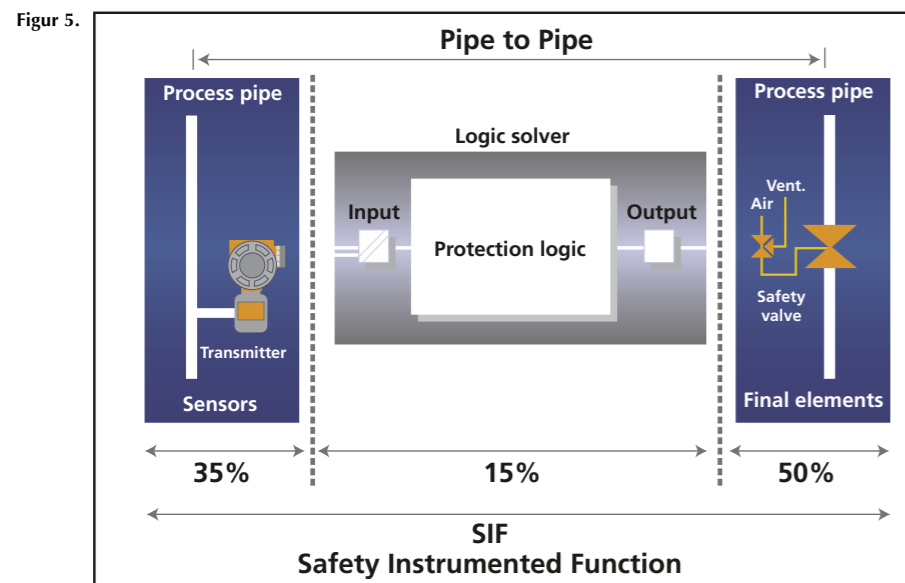 Figur 5.
Pipe to Pipe
Process pipe
Transmitter
Sensors
Logic solver
Input
Protection logic
Output
Process pipe
Vent.
Air
Safety
valve
Final elements
35%
15%
50%
SIF
Safety Instrumented Function